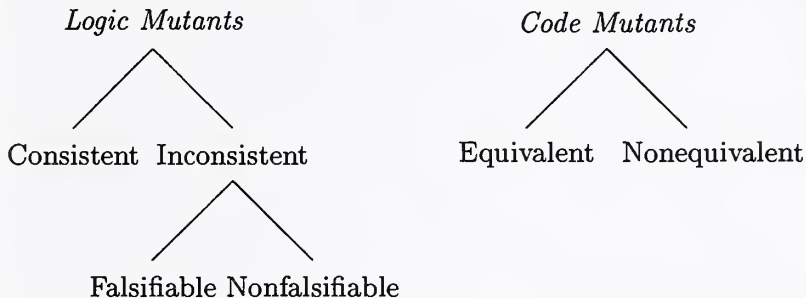 Logic Mutants
Code Mutants
Consistent Inconsistent
Equivalent Nonequivalent
Falsifiable Nonfalsifiable